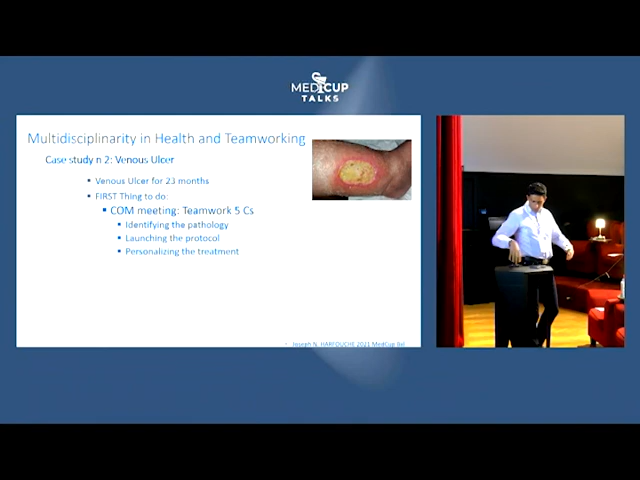 MEDICUP
TALKS
Multidisciplinarity in Health and Teamworking
Case study n 2: Venous Ulcer
Venous Ulcer for 23 months
FIRST Thing to do:
COM meeting: Teamwork 5 Cs
Identifying the pathology
Launching the protocol
Personalizing the treatment
Joseph N. HARFOUCHE 2021 MedCup